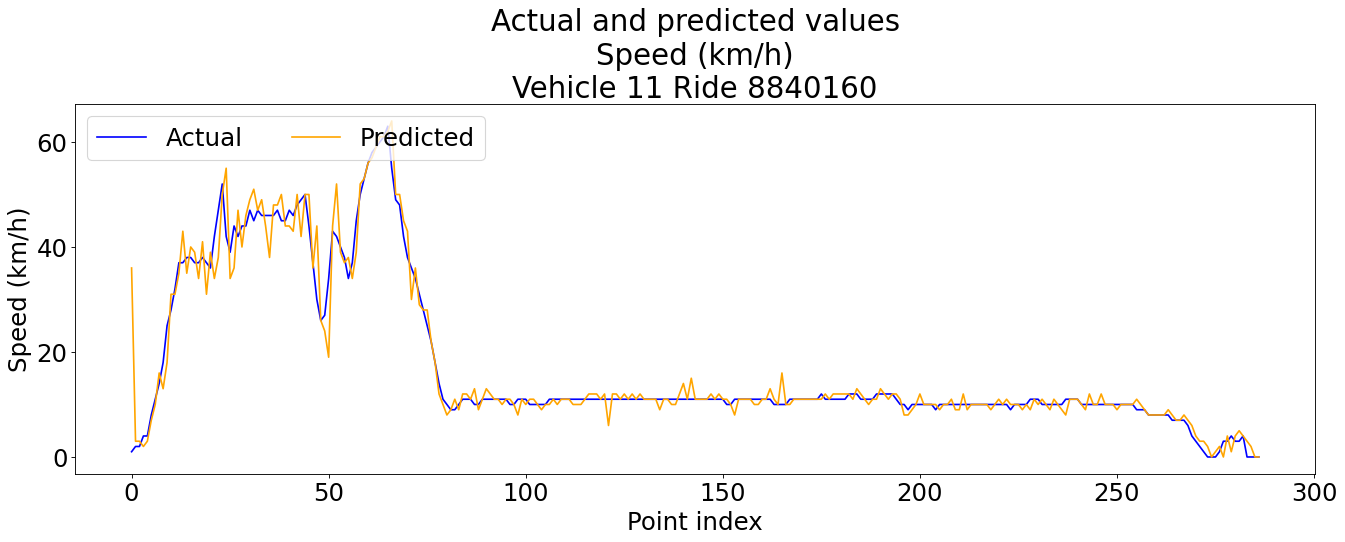 Actual and predicted values
Speed (km/h)
Vehicle 11 Ride 8840160
Actual
Predicted
Speed (km/h)
60
40
20
0
0
50
100
150
200
250
300
Point index